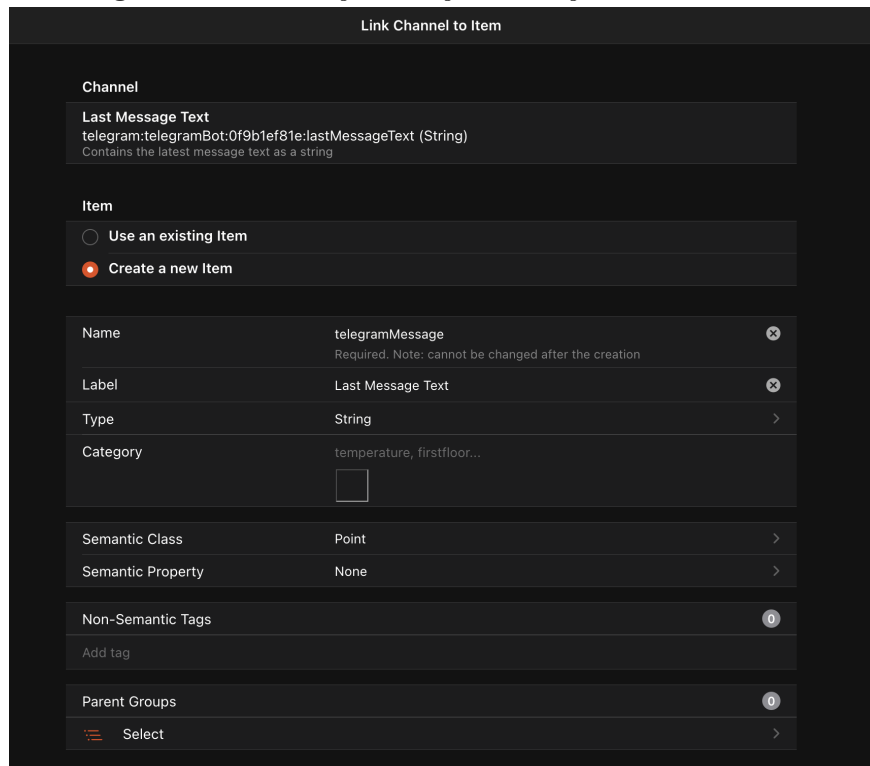 Link Channel to Item
Channel
Last Message Text
telegram:telegramBot:0f9b1ef81e:lastMessageText (String)
Contains the latest message text as a string
Item
Use an existing Item
Create a new Item
Name telegramMessage
Required. Note: cannot be changed after the creation
Label Last Message Text
Type String
Category temperature, firstfloor...
Semantic Class Point
Semantic Property None
Non-Semantic Tags 0
Add tag
Parent Groups 0
Select